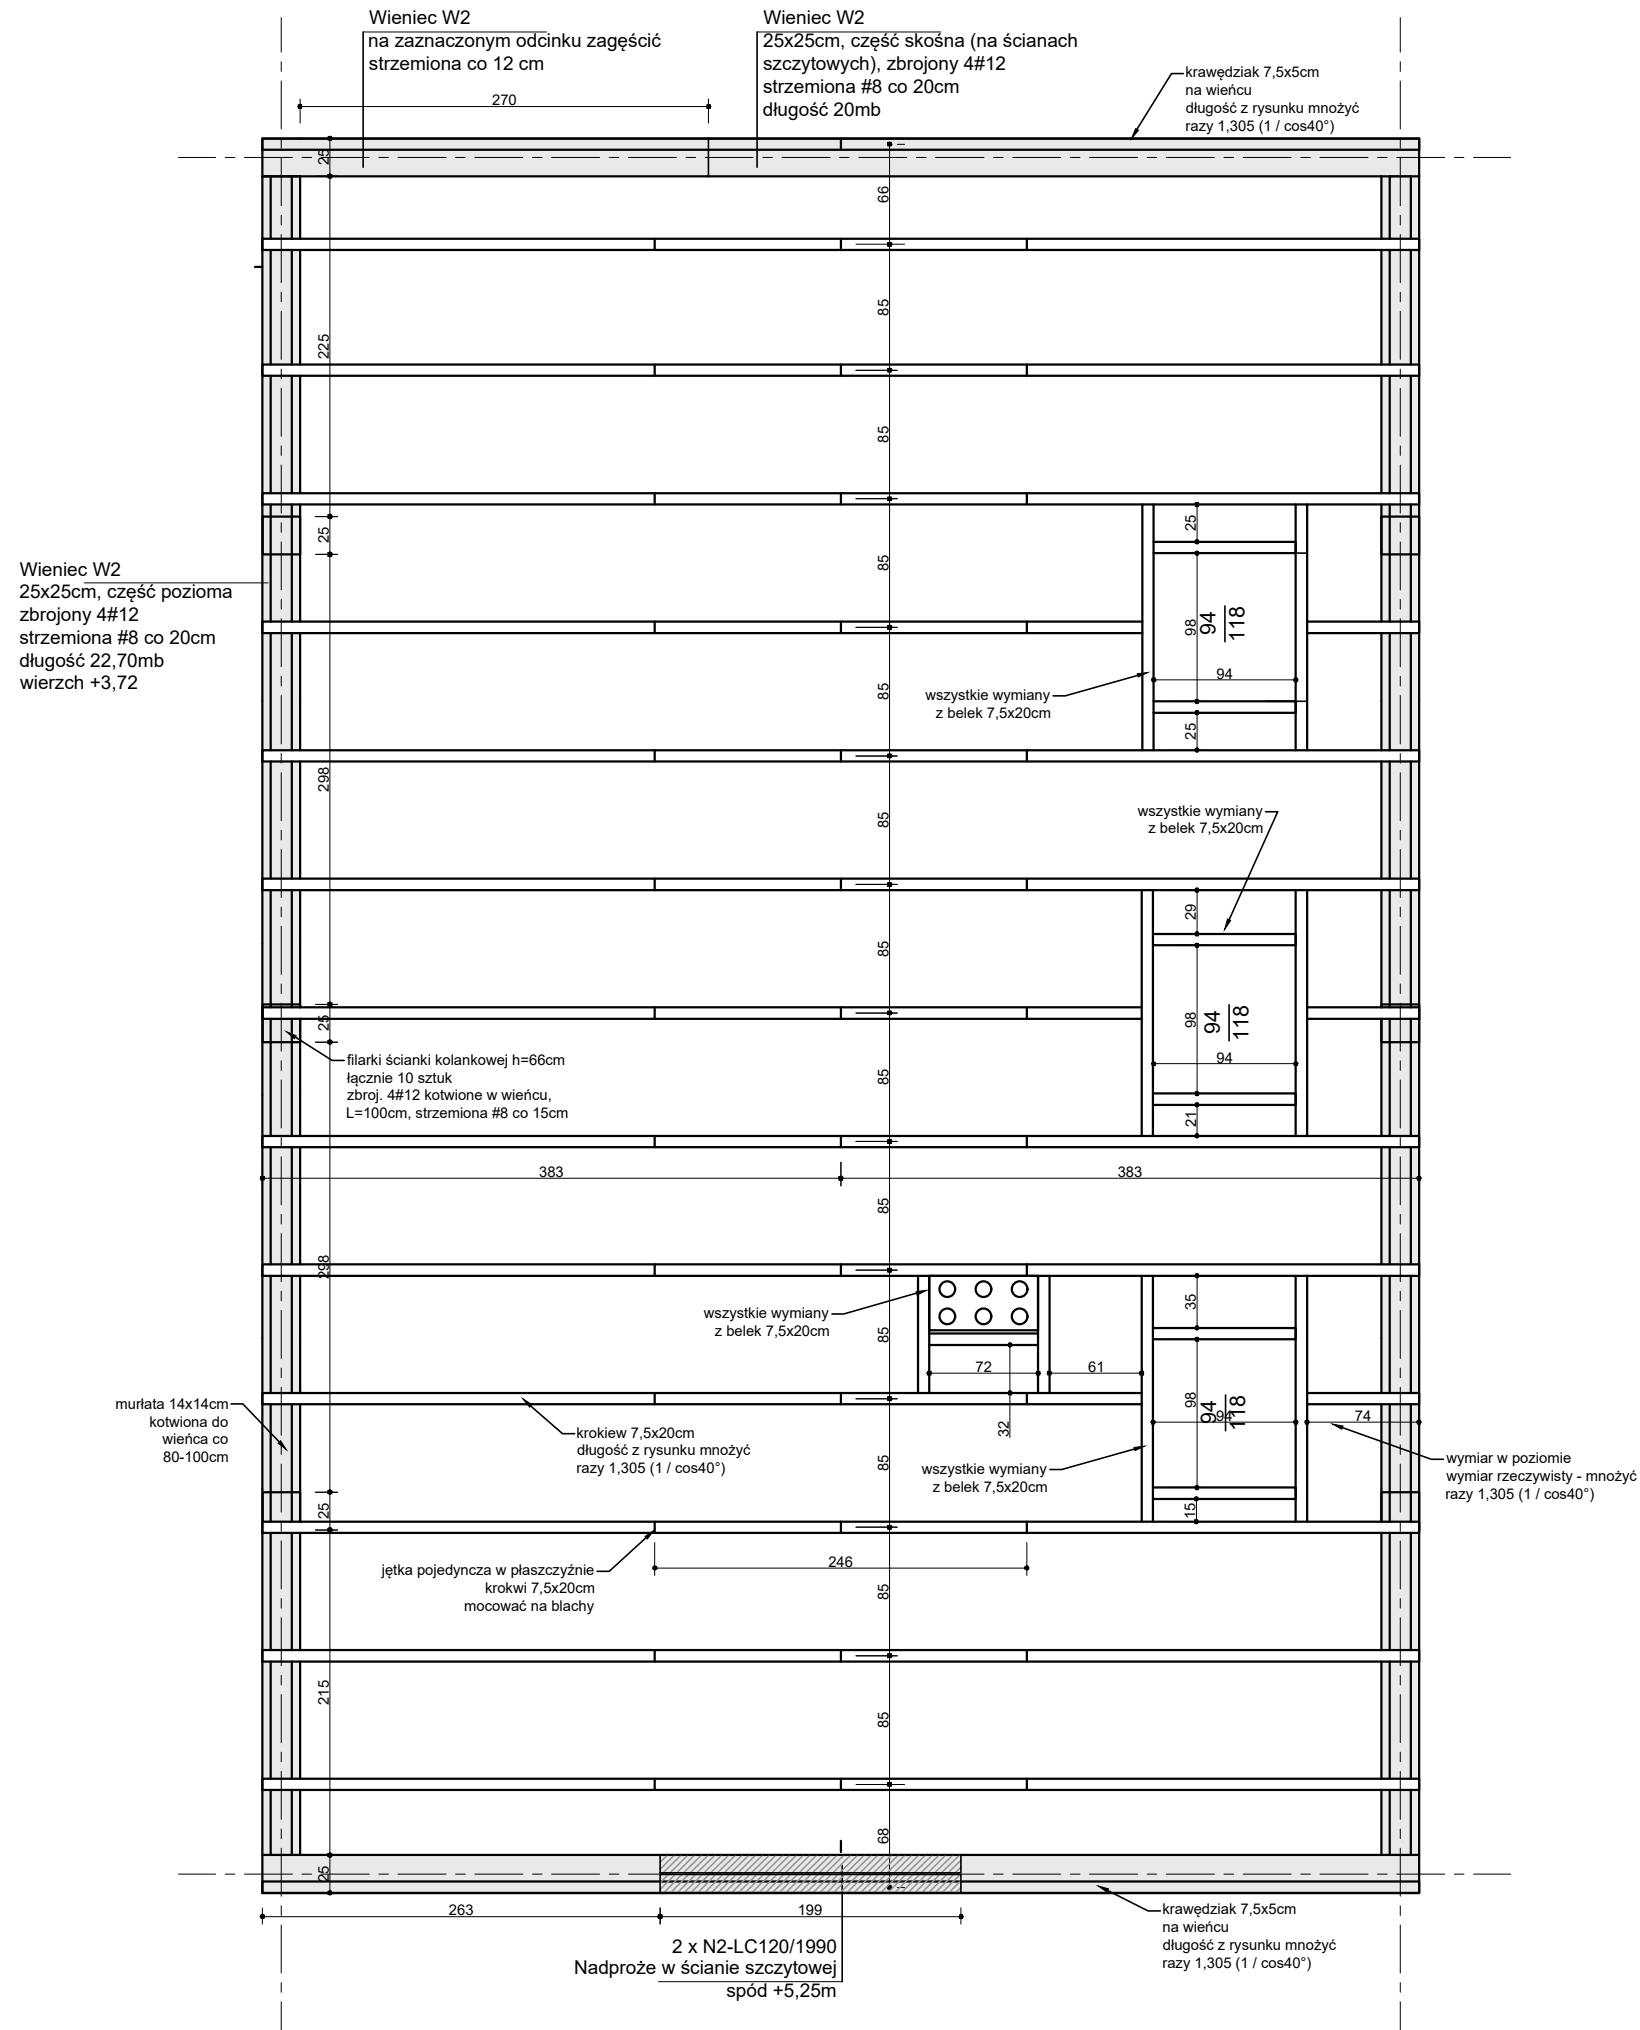 Wieniec W2
na zaznaczonym odcinku zagęścić
strzemiona co 12 cm
Wieniec W2
25x25cm, część skośna (na ścianach
szczytowych), zbrojony 4#12
strzemiona #8 co 20cm
długość 20mb
krawędziak 7,5x5cm
na wieńcu
długość z rysunku mnożyć
razy 1,305 (1 / cos40°)
270
25
66
85
225
85
25
25
85
Wieniec W2
25x25cm, część pozioma
zbrojony 4#12
strzemiona #8 co 20cm
długość 22,70mb
wierzch +3,72
98
94
118
94
wszystkie wymiany
z belek 7,5x20cm
85
25
298
85
wszystkie wymiany
z belek 7,5x20cm
29
85
25
98
94
118
94
filarki ścianki kolankowej h=66cm
łącznie 10 sztuk
zbroj. 4#12 kotwione w wieńcu,
L=100cm, strzemiona #8 co 15cm
85
21
383
383
85
298
35
wszystkie wymiany
z belek 7,5x20cm
85
72
61
98
94
118
94
74
32
murłata 14x14cm
kotwiona do
wieńca co
80-100cm
krokiew 7,5x20cm
długość z rysunku mnożyć
razy 1,305 (1 / cos40°)
85
wszystkie wymiany
z belek 7,5x20cm
wymiar w poziomie
wymiar rzeczywisty - mnożyć
razy 1,305 (1 / cos40°)
25
15
jętka pojedyncza w płaszczyźnie
krokwi 7,5x20cm
mocować na blachy
246
85
215
85
68
25
263
199
krawędziak 7,5x5cm
na wieńcu
długość z rysunku mnożyć
razy 1,305 (1 / cos40°)
2 x N2-LC120/1990
Nadproże w ścianie szczytowej
spód +5,25m